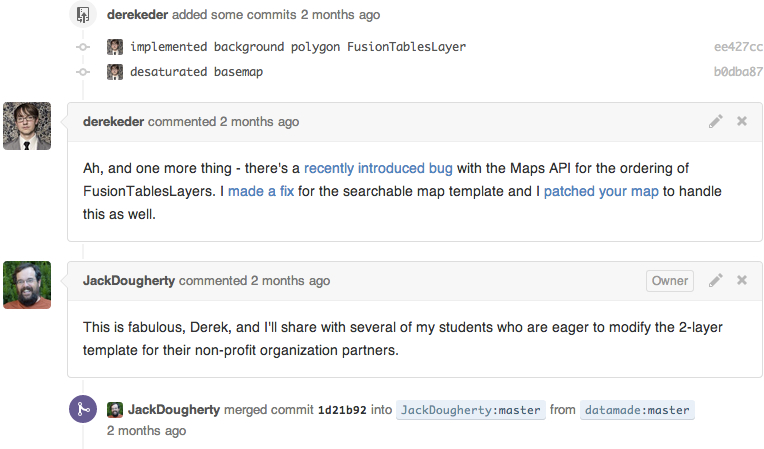 derekeder added some commits 2 months ago
implemented background polygon FusionTablesLayer ee427cc
desaturated basemap b0dba87
derekeder commented 2 months ago
Ah, and one more thing - there's a recently introduced bug with the Maps API for the ordering of
FusionTablesLayers. I made a fix for the searchable map template and I patched your map to handle
this as well.
JackDougherty commented 2 months ago Owner
This is fabulous, Derek, and I'll share with several of my students who are eager to modify the 2-layer
template for their non-profit organization partners.
JackDougherty merged commit 1d21b92 into JackDougherty:master from datamade:master
2 months ago